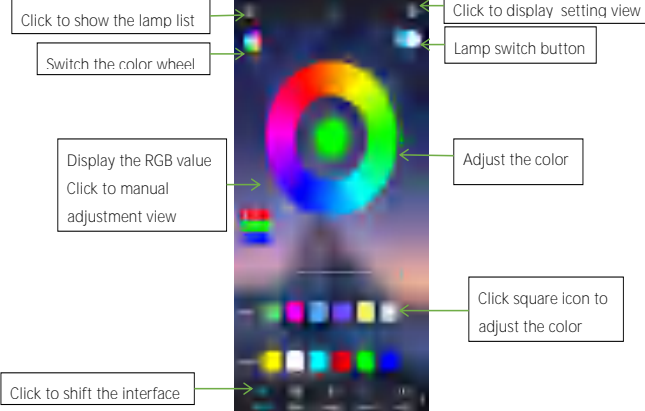 Click to show the lamp list
Click to display setting view
Switch the color wheel
Lamp switch button
Display the RGB value
Click to manual
adjustment view
Adjust the color
Click square icon to
adjust the color
Click to shift the interface